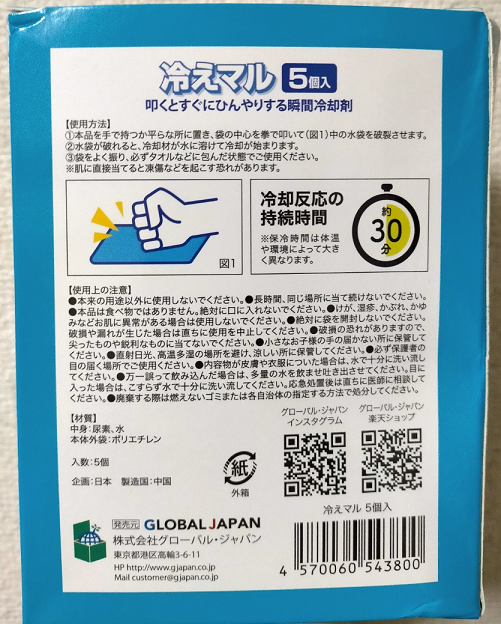 冷えマル 5個入
叩くとすぐにひんやりする瞬間冷却剤
【使用方法】
①本品を手で持つか平らな所に置き、袋の中心を拳で叩いて(図1)中の水袋を破裂させます。
②水袋が破れると、冷却材が水に溶けて冷却が始まります。
③袋をよく振り、必ずタオルなどに包んだ状態でご使用ください。
※肌に直接当てると凍傷などを起こす恐れがあります。
図1
冷却反応の
持続時間
※保冷時間は体温
や環境によって大き
く異なります。
約
30
分
【使用上の注意】
●本来の用途以外に使用しないでください。●長時間、同じ場所に当て続けないでください。
●本品は食べ物ではありません。絶対に口に入れないでください。●けが、湿疹、かぶれ、かゆ
みなどお肌に異常がある場合は使用しないでください。●絶対に袋を開封しないでください。
破損や漏れが生じた場合は直ちに使用を中止してください。●破損の恐れがありますので、
尖ったものや鋭利なものに当てないでください。●小さなお子様の手の届かない所に保管して
ください。●直射日光、高温多湿の場所を避け、涼しい所に保管してください。●必ず保護者の
目の届く場所でご使用ください。●内容物が皮膚や衣服についた場合は、水で十分に洗い流し
てください。●万一誤って飲み込んだ場合は、多量の水を飲ませ吐き出させてください。目に
入った場合は、こすらず水で十分に洗い流してください。応急処置後は直ちに医師に相談して
ください。●廃棄する際は燃えないゴミまたは各自治体の指定する方法で処分してください。
【材質】
中身:尿素、水
本体外袋:ポリエチレン
入数:5個
企画:日本 製造国:中国
紙
外箱
グローバル・ジャパン
インスタグラム
グローバル・ジャパン
楽天ショップ
冷えマル 5個入
4 570060 543800
発売元 GLOBAL JAPAN
株式会社グローバル・ジャパン
東京都港区高輪3-6-11
HP http://www.gjapan.co.jp
Mail customer@gjapan.co.jp